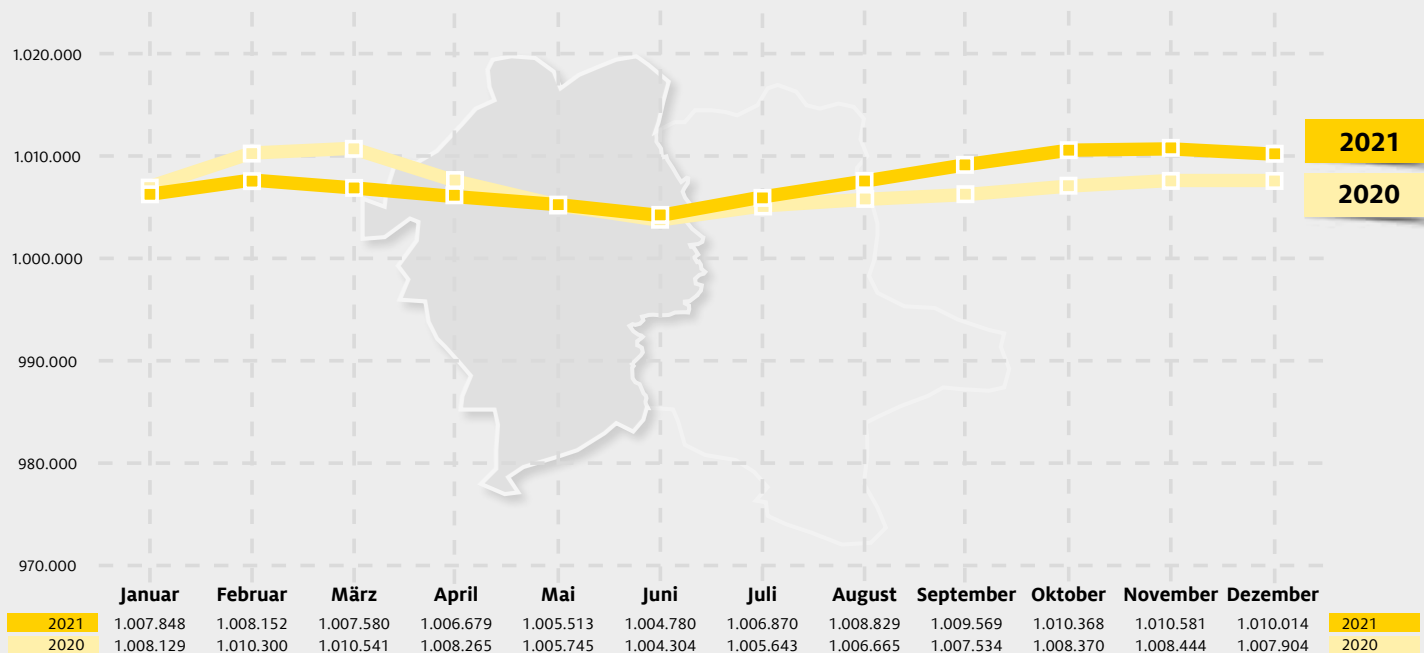 1.020.000
1.010.000
1.000.000
990.000
980.000
970.000
2021
2020
Januar Februar März April Mai Juni Juli August September Oktober November Dezember
2021 1.007.848 1.008.152 1.007.580 1.006.679 1.005.513 1.004.780 1.006.870 1.008.829 1.009.569 1.010.368 1.010.581 1.010.014 2021
2020 1.008.129 1.010.300 1.010.541 1.008.265 1.005.745 1.004.304 1.005.643 1.006.665 1.007.534 1.008.370 1.008.444 1.007.904 2020